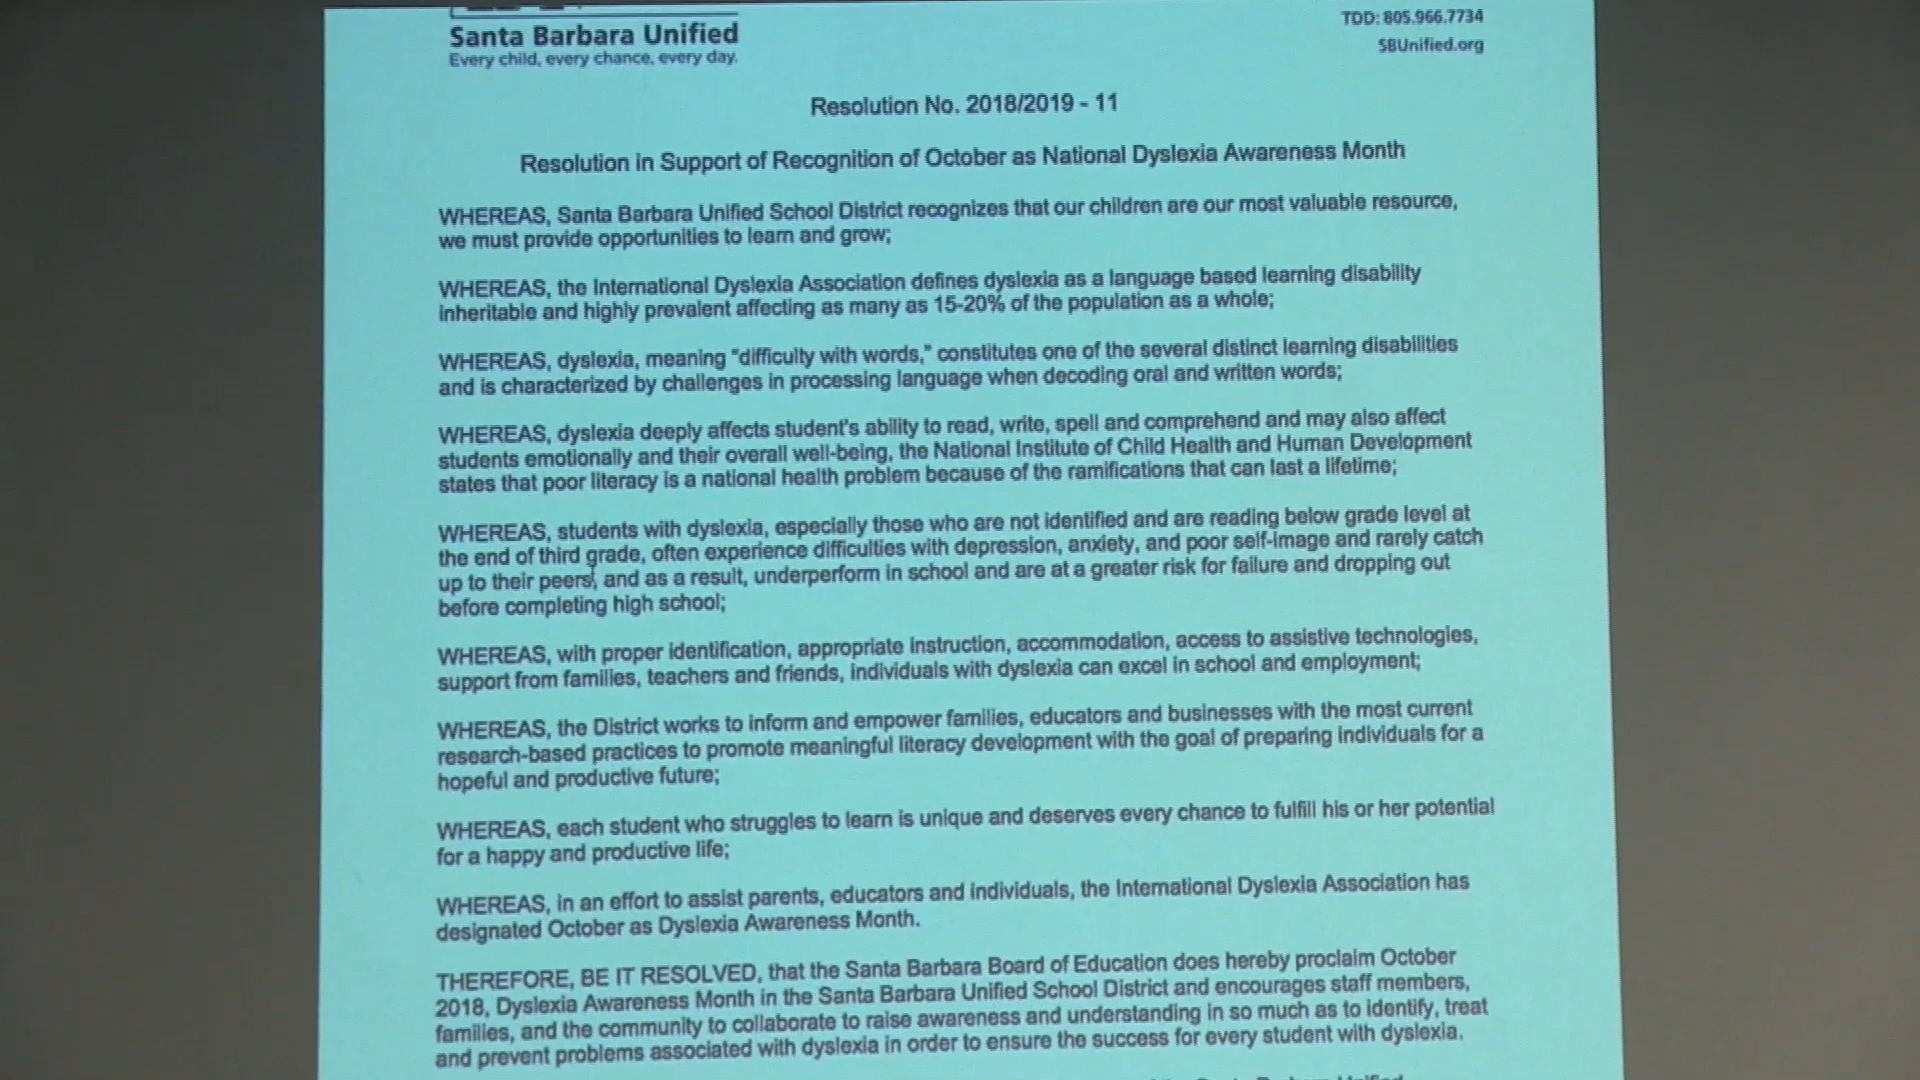 Santa Barbara Unified
Every child, every chance, every day.
TDD: 805.966.7734
SBUnified.org
Resolution No. 2018/2019 - 11
Resolution in Support of Recognition of October as National Dyslexia Awareness Month
WHEREAS, Santa Barbara Unified School District recognizes that our children are our most valuable resource,
we must provide opportunities to learn and grow;
WHEREAS, the International Dyslexia Association defines dyslexia as a language based learning disability
inheritable and highly prevalent affecting as many as 15-20% of the population as a whole;
WHEREAS, dyslexia, meaning "difficulty with words," constitutes one of the several distinct learning disabilities
and is characterized by challenges in processing language when decoding oral and written words;
WHEREAS, dyslexia deeply affects student's ability to read, write, spell and comprehend and may also affect
students emotionally and their overall well-being, the National Institute of Child Health and Human Development
states that poor literacy is a national health problem because of the ramifications that can last a lifetime;
WHEREAS, students with dyslexia, especially those who are not identified and are reading below grade level at
the end of third grade, often experience difficulties with depression, anxiety, and poor self-image and rarely catch
up to their peers, and as a result, underperform in school and are at a greater risk for failure and dropping out
before completing high school;
WHEREAS, with proper identification, appropriate instruction, accommodation, access to assistive technologies,
support from families, teachers and friends, individuals with dyslexia can excel in school and employment;
WHEREAS, the District works to inform and empower families, educators and businesses with the most current
research-based practices to promote meaningful literacy development with the goal of preparing individuals for a
hopeful and productive future;
WHEREAS, each student who struggles to learn is unique and deserves every chance to fulfill his or her potential
for a happy and productive life;
WHEREAS, in an effort to assist parents, educators and individuals, the International Dyslexia Association has
designated October as Dyslexia Awareness Month.
THEREFORE, BE IT RESOLVED, that the Santa Barbara Board of Education does hereby proclaim October
2018, Dyslexia Awareness Month in the Santa Barbara Unified School District and encourages staff members,
families, and the community to collaborate to raise awareness and understanding in so much as to identify, treat
and prevent problems associated with dyslexia in order to ensure the success for every student with dyslexia.